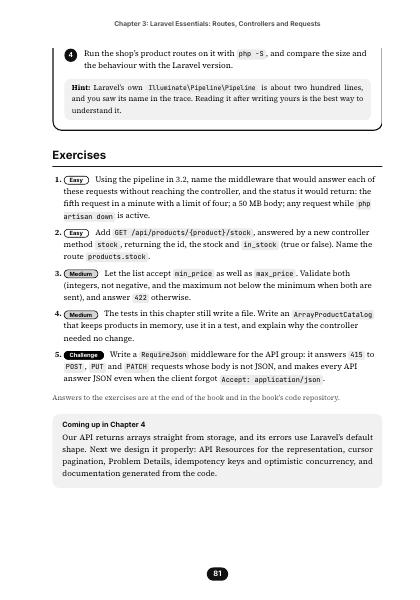 Chapter 3: Laravel Essentials: Routes, Controllers and Requests
4 Run the shop's product routes on it with php -S, and compare the size and
the behaviour with the Laravel version.
Hint: Laravel's own Illuminate\Pipeline\Pipeline is about two hundred lines,
and you saw its name in the trace. Reading it after writing yours is the best way to
understand it.
Exercises
1. Easy Using the pipeline in 3.2, name the middleware that would answer each of
these requests without reaching the controller, and the status it would return: the
fifth request in a minute with a limit of four; a 50 MB body; any request while php
artisan down is active.
2. Easy Add GET /api/products/{product}/stock, answered by a new controller
method stock, returning the id, the stock and in_stock (true or false). Name the
route products.stock.
3. Medium Let the list accept min_price as well as max_price. Validate both
(integers, not negative, and the maximum not below the minimum when both are
sent), and answer 422 otherwise.
4. Medium The tests in this chapter still write a file. Write an ArrayProductCatalog
that keeps products in memory, use it in a test, and explain why the controller
needed no change.
5. Challenge Write a RequireJson middleware for the API group: it answers 415 to
POST, PUT and PATCH requests whose body is not JSON, and makes every API
answer JSON even when the client forgot Accept: application/json.
Answers to the exercises are at the end of the book and in the book's code repository.
Coming up in Chapter 4
Our API returns arrays straight from storage, and its errors use Laravel's default
shape. Next we design it properly: API Resources for the representation, cursor
pagination, Problem Details, idempotency keys and optimistic concurrency, and
documentation generated from the code.
81